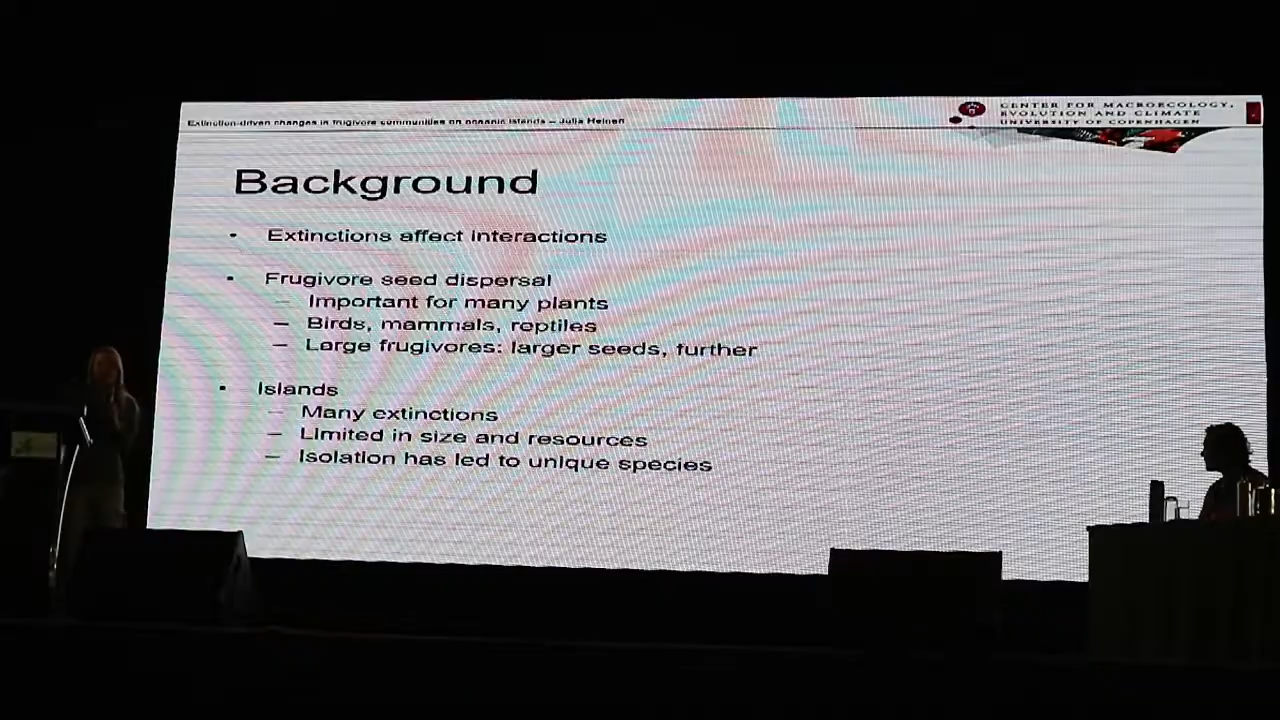 Extinction-driven changes in frugivore communities on oceanic islands – Julia Heinen
CENTER FOR MACROECOLOGY,
EVOLUTION AND CLIMATE
UNIVERSITY OF COPENHAGEN
Background
• Extinctions affect interactions
• Frugivore seed dispersal
– Important for many plants
– Birds, mammals, reptiles
– Large frugivores: larger seeds, further
• Islands
– Many extinctions
– Limited in size and resources
– Isolation has led to unique species